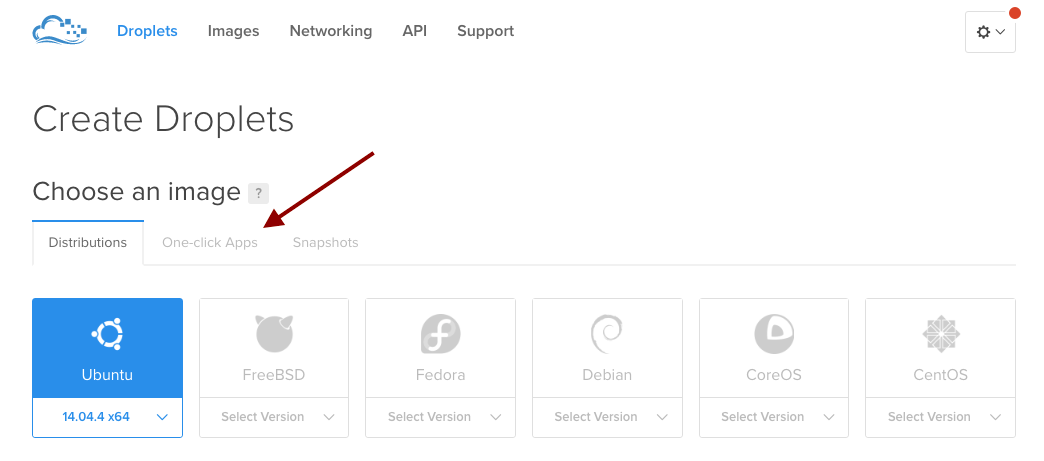 Droplets Images Networking API Support
Create Droplets
Choose an image ?
Distributions One-click Apps Snapshots
Ubuntu FreeBSD Fedora Debian CoreOS CentOS
14.04.4 x64 Select Version Select Version Select Version Select Version Select Version